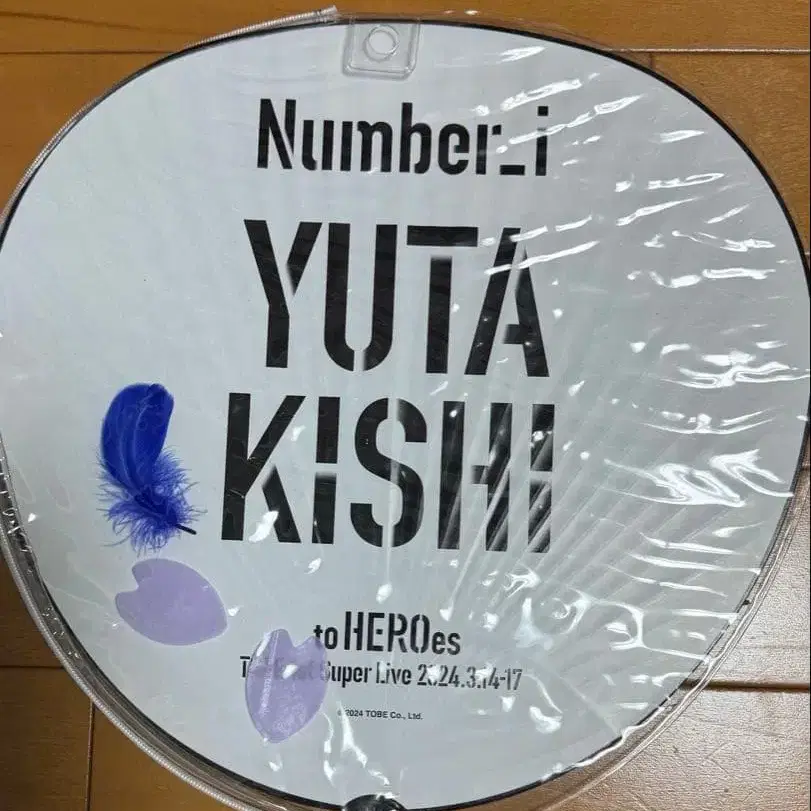 Number_i
YUTA
KISHI
to HEROes
Super Live 2024.3.14-17
© 2024 TOBE Co., Ltd.